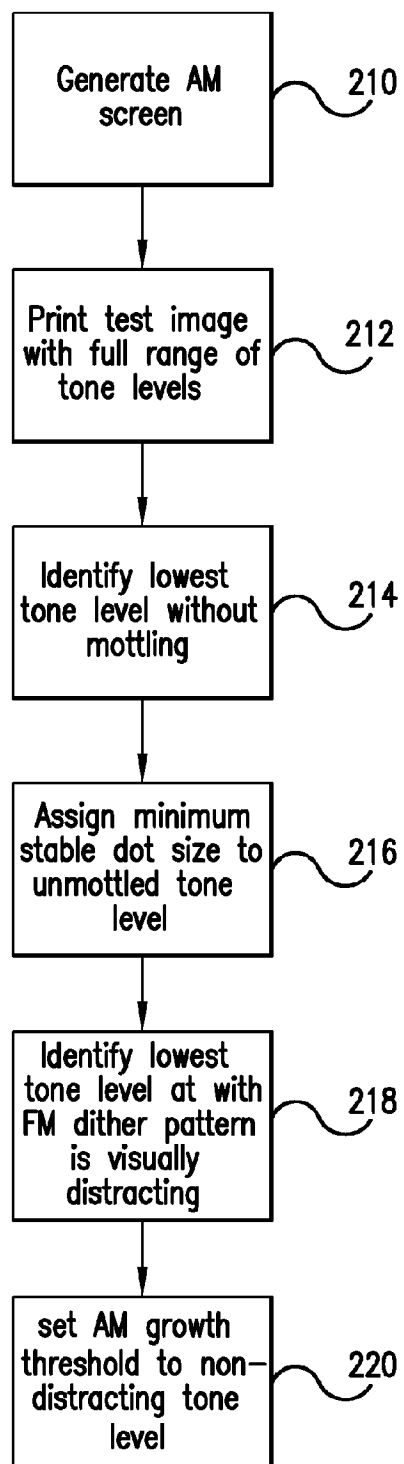 Generate AM
screen
210
Print test image
with full range of
tone levels
212
Identify lowest
tone level without
mottling
214
Assign minimum
stable dot size to
unmottled tone
level
216
Identify lowest
tone level at with
FM dither pattern
is visually
distracting
218
set AM growth
threshold to non-
distracting tone
level
220